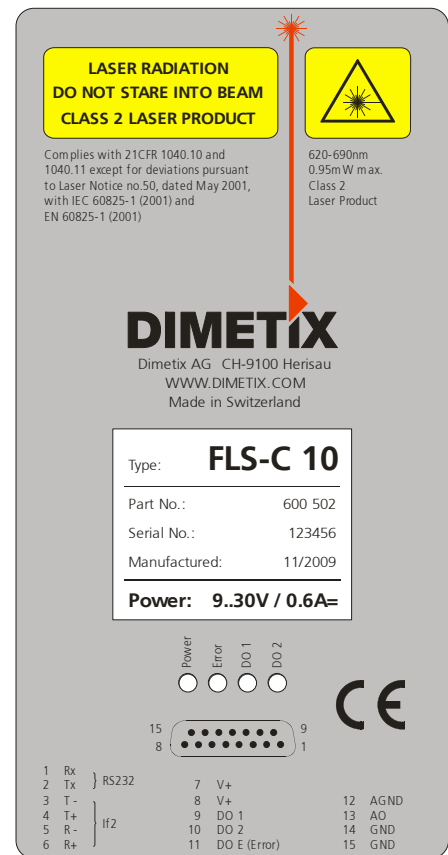 LASER RADIATION
DO NOT STARE INTO BEAM
CLASS 2 LASER PRODUCT
Complies with 21CFR 1040.10 and
1040.11 except for deviations pursuant
to Laser Notice no.50, dated May 2001,
with IEC 60825-1 (2001) and
EN 60825-1 (2001)
620-690nm
0.95mW max.
Class 2
Laser Product
DIMETIX
Dimetix AG CH-9100 Herisau
WWW.DIMETIX.COM
Made in Switzerland
Type: FLS-C 10
Part No.: 600 502
Serial No.: 123456
Manufactured: 11/2009
Power: 9..30V / 0.6A=
Power Error DO 1 DO 2
CE
15 9
8 1
1 Rx
2 Tx
RS232
3 T -
4 T+
5 R -
6 R+
If2
7 V+
8 V+
9 DO 1
10 DO 2
11 DO E (Error)
12 AGND
13 AO
14 GND
15 GND